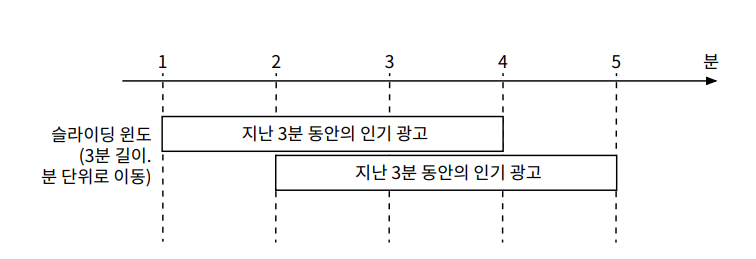 1 2 3 4 5 분
슬라이딩 윈도
(3분 길이.
분 단위로 이동)
지난 3분 동안의 인기 광고
지난 3분 동안의 인기 광고